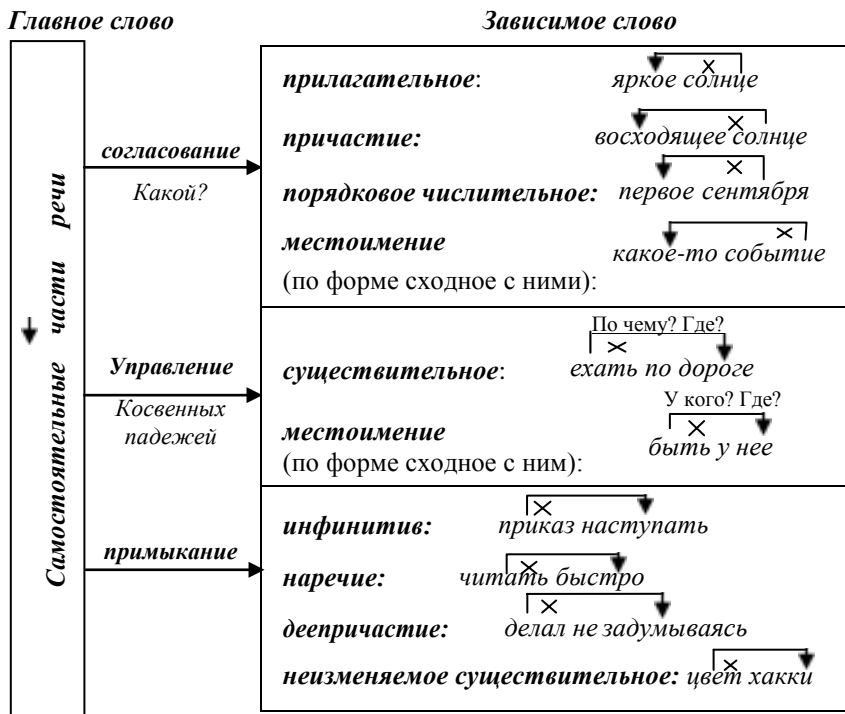 Главное слово
Зависимое слово
Самостоятельные части речи
согласование
Какой?
прилагательное: яркое солнце
причастие: восходящее солнце
порядковое числительное: первое сентября
местоимение какое-то событие
(по форме сходное с ними):
Управление
Косвенных
падежей
По чему? Где?
существительное: ехать по дороге
У кого? Где?
местоимение быть у нее
(по форме сходное с ним):
примыкание
инфинитив: приказ наступать
наречие: читать быстро
деепричастие: делал не задумываясь
неизменяемое существительное: цвет хакки